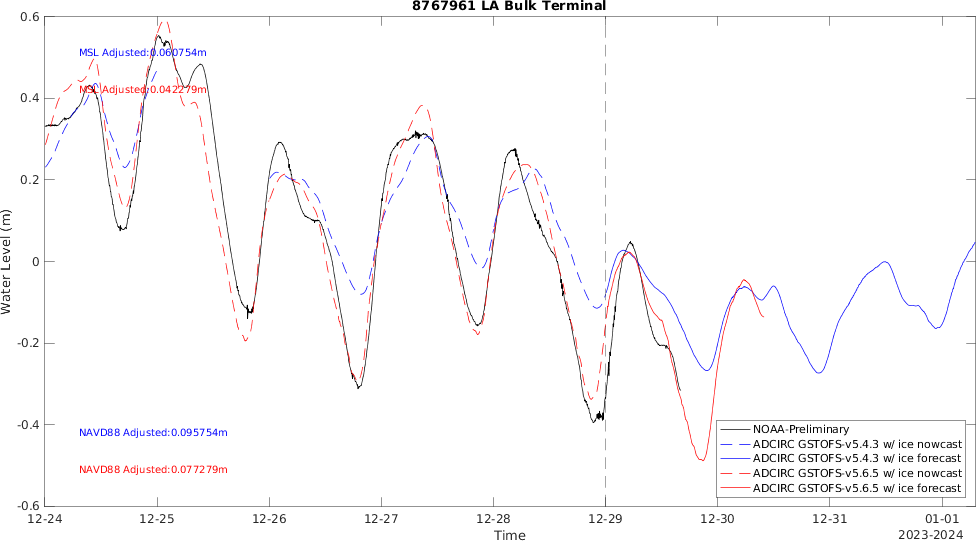 8767961 LA Bulk Terminal
0.6
0.4
0.2
0
-0.2
-0.4
-0.6
Water Level (m)
MSL Adjusted:0.060754m
MSL Adjusted:0.042279m
NAVD88 Adjusted:0.095754m
NAVD88 Adjusted:0.077279m
NOAA-Preliminary
ADCIRC GSTOFS-v5.4.3 w/ ice nowcast
ADCIRC GSTOFS-v5.4.3 w/ ice forecast
ADCIRC GSTOFS-v5.6.5 w/ ice nowcast
ADCIRC GSTOFS-v5.6.5 w/ ice forecast
12-24 12-25 12-26 12-27 12-28 12-29 12-30 12-31 01-01
Time
2023-2024